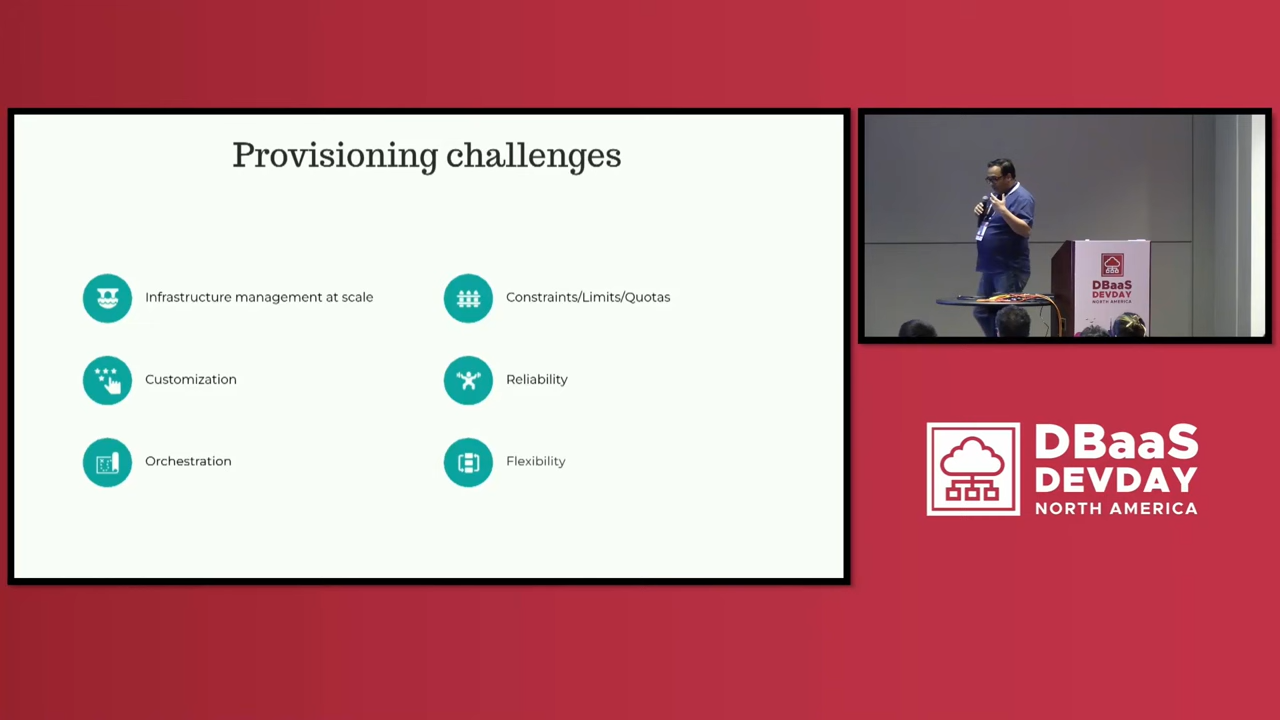 Provisioning challenges
Infrastructure management at scale
Constraints/Limits/Quotas
Customization
Reliability
Orchestration
Flexibility
DBaaS
DEVDAY
NORTH AMERICA
DBaaS
DEVDAY
NORTH AMERICA